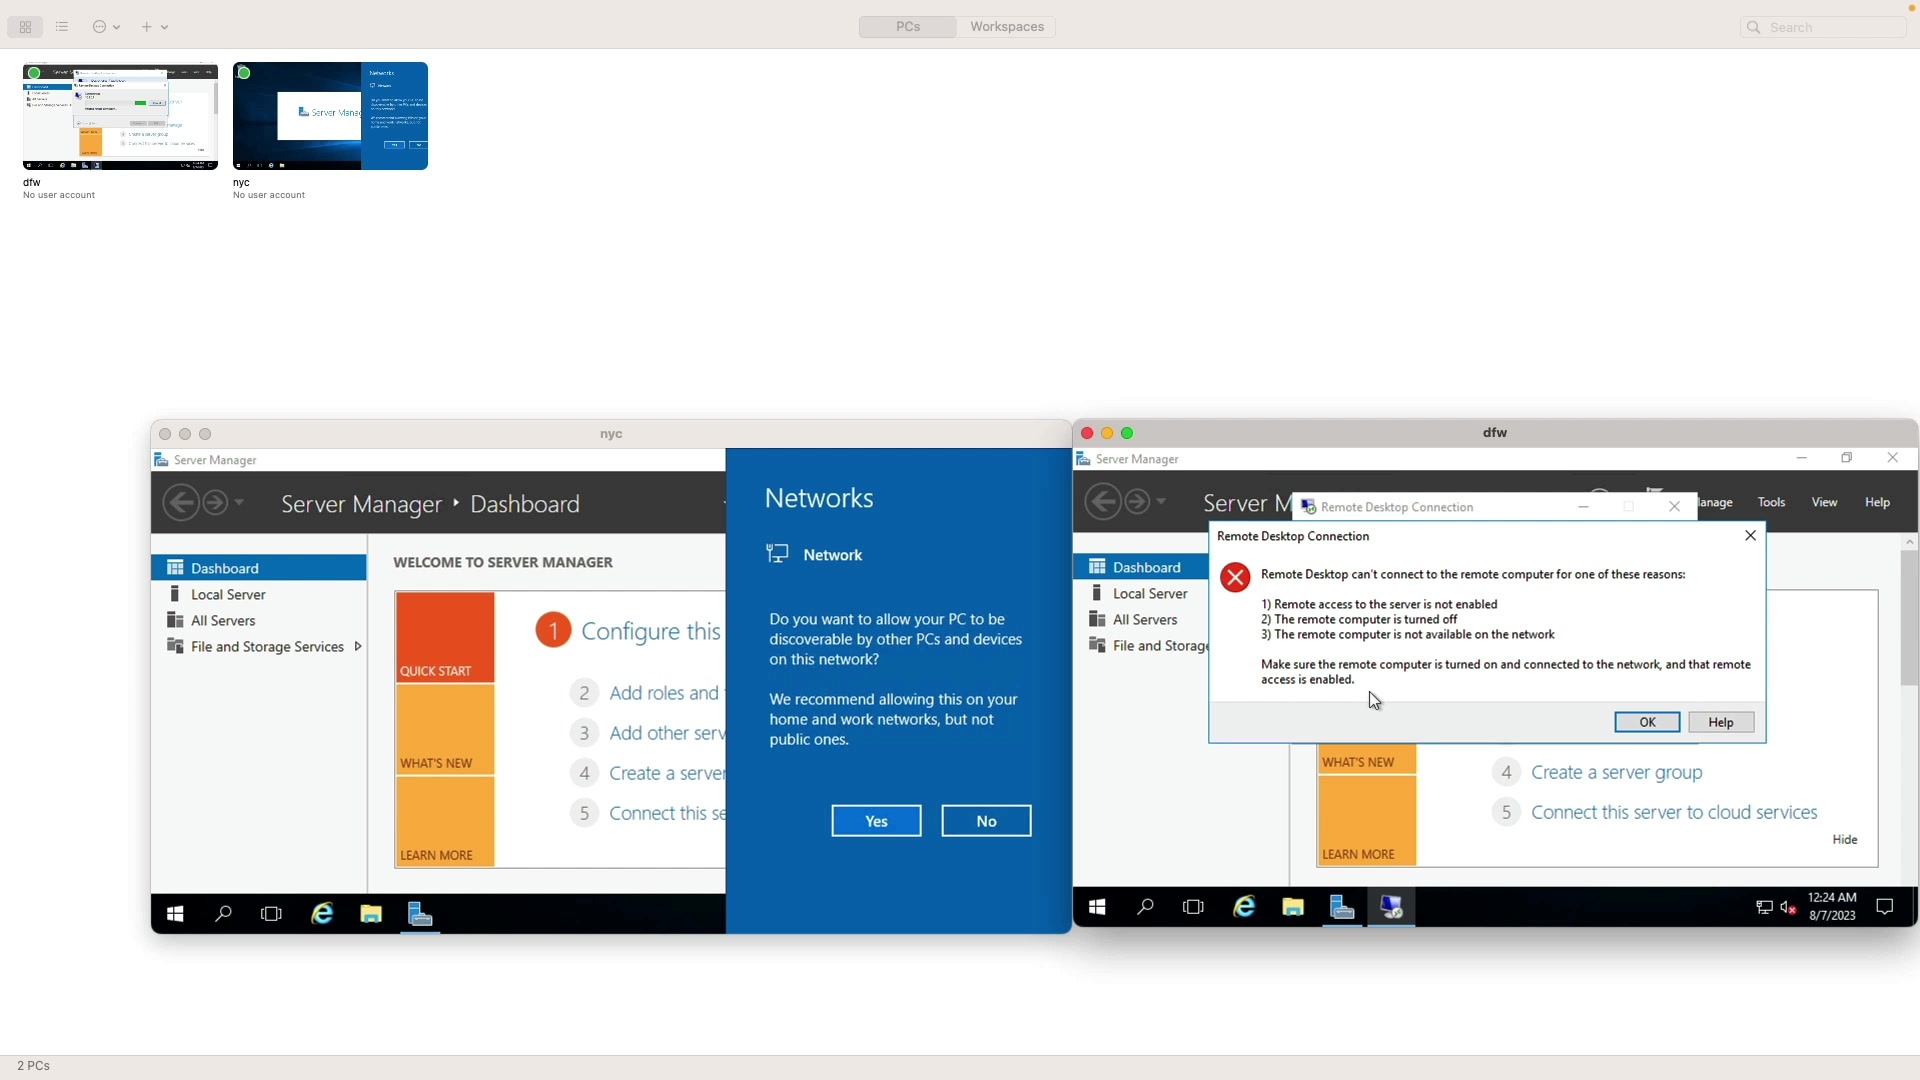 PCs
Workspaces
Search
Server Manag
Networks
Network
dfw
No user account
nyc
No user account
nyc
Server Manager
Server Manager ‣ Dashboard
Dashboard
Local Server
All Servers
File and Storage Services
WELCOME TO SERVER MANAGER
QUICK START
WHAT'S NEW
LEARN MORE
1 Configure this
2 Add roles and
3 Add other serv
4 Create a server
5 Connect this se
Networks
Network
Do you want to allow your PC to be
discoverable by other PCs and devices
on this network?
We recommend allowing this on your
home and work networks, but not
public ones.
Yes
No
dfw
Server Manager
Server M
anage
Tools
View
Help
Dashboard
Local Server
All Servers
File and Storage
Remote Desktop Connection
Remote Desktop Connection
Remote Desktop can't connect to the remote computer for one of these reasons:
1) Remote access to the server is not enabled
2) The remote computer is turned off
3) The remote computer is not available on the network
Make sure the remote computer is turned on and connected to the network, and that remote
access is enabled.
OK
Help
WHAT'S NEW
LEARN MORE
4 Create a server group
5 Connect this server to cloud services
Hide
12:24 AM
8/7/2023
2 PCs